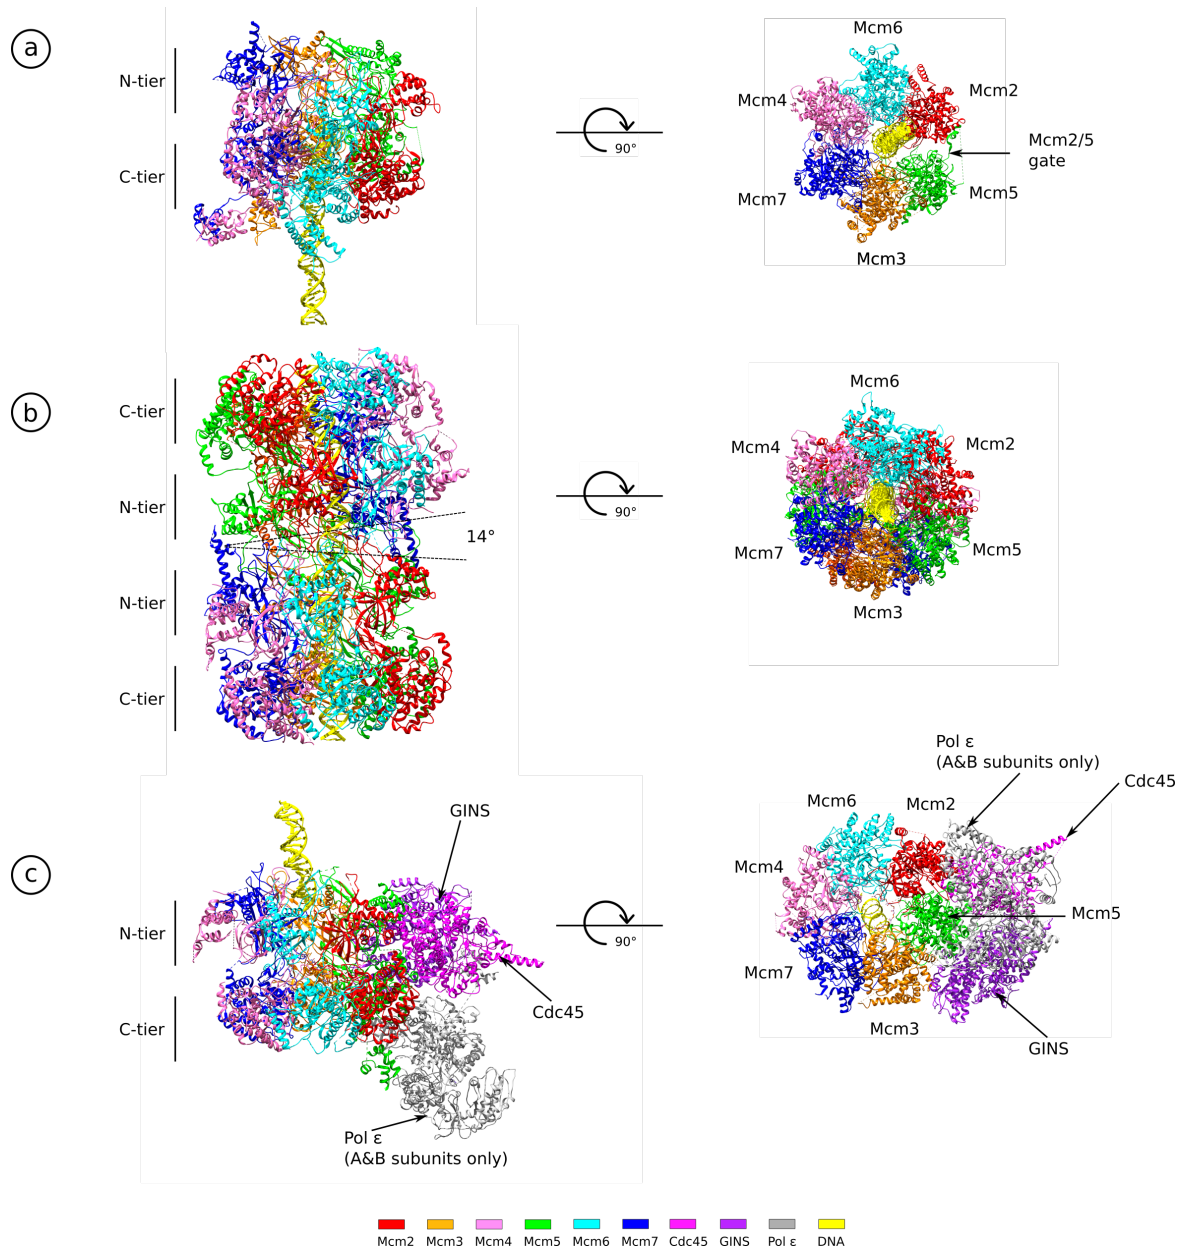 a
N-tier
C-tier
90°
Mcm6
Mcm4
Mcm2
Mcm2/5
gate
Mcm7
Mcm5
Mcm3
b
C-tier
N-tier
14°
N-tier
C-tier
90°
Mcm6
Mcm4
Mcm2
Mcm7
Mcm5
Mcm3
c
GINS
N-tier
C-tier
Cdc45
Pol ε
(A&B subunits only)
90°
Pol ε
(A&B subunits only)
Cdc45
Mcm6
Mcm2
Mcm4
Mcm5
Mcm7
Mcm3
GINS
Mcm2 Mcm3 Mcm4 Mcm5 Mcm6 Mcm7 Cdc45 GINS Pol ε DNA